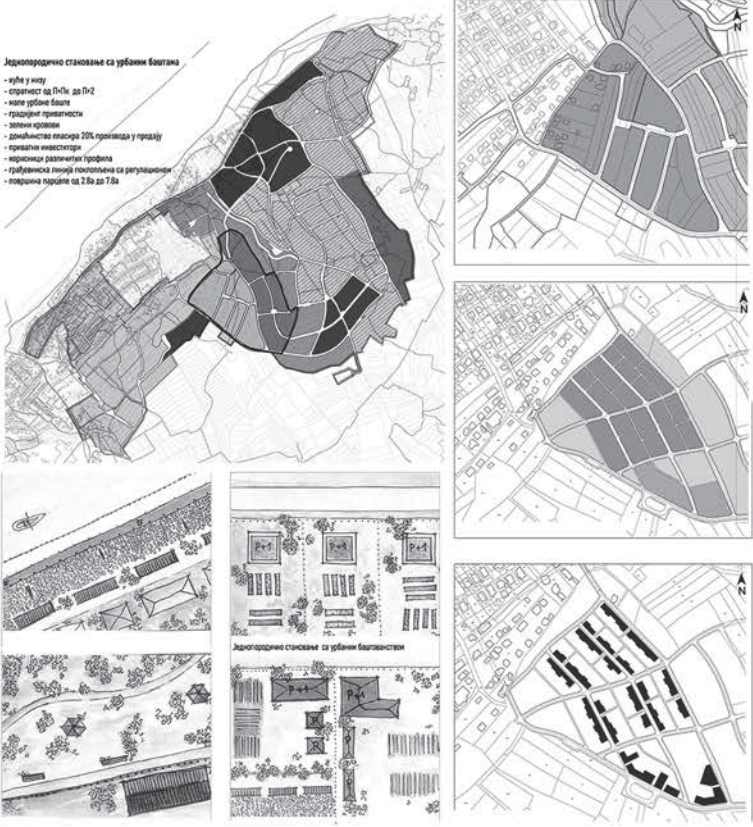 Једнопородично становање са урбаним баштама
- куће у низу
- спратност од П+Пк до П+2
- мале урбане баште
- градијент приватности
- зелени кровови
- домаћинство пласира 20% производа у продају
- приватни инвеститори
- корисници различитих профила
- грађевинска линија поклопљена са регулационом
- површина парцеле од 2.8а до 7.8а
N
N
N
P+1
P+1
P+1
Једнопородично становање са урбаним баштованством
P+1
P+1